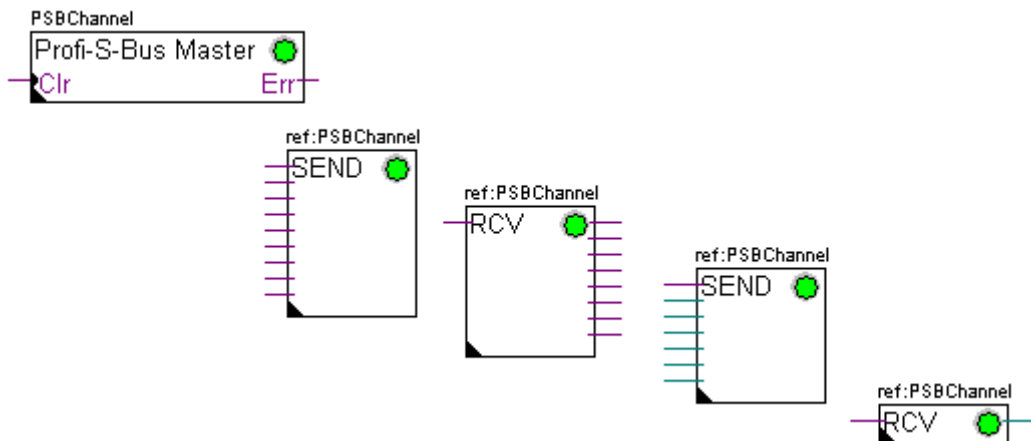 PSBChannel
Profi-S-Bus Master
Clr Err
ref:PSBChannel
SEND
ref:PSBChannel
RCV
ref:PSBChannel
SEND
ref:PSBChannel
RCV